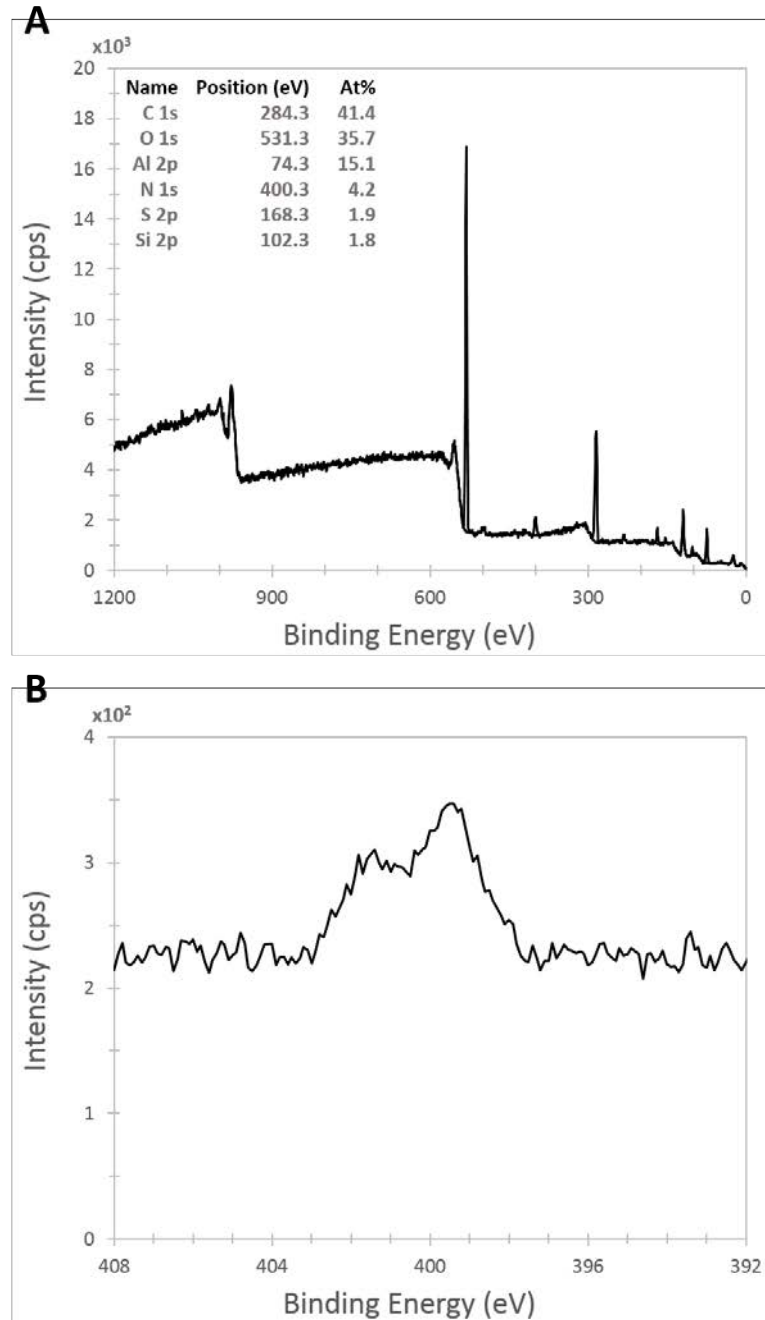 A
x10³
20
Name Position (eV) At%
18
C 1s 284.3 41.4
O 1s 531.3 35.7
16
Al 2p 74.3 15.1
N 1s 400.3 4.2
14
S 2p 168.3 1.9
Si 2p 102.3 1.8
12
10
8
6
4
2
0
Intensity (cps)
1200 900 600 300 0
Binding Energy (eV)
B
x10²
4
3
2
1
0
Intensity (cps)
408 404 400 396 392
Binding Energy (eV)